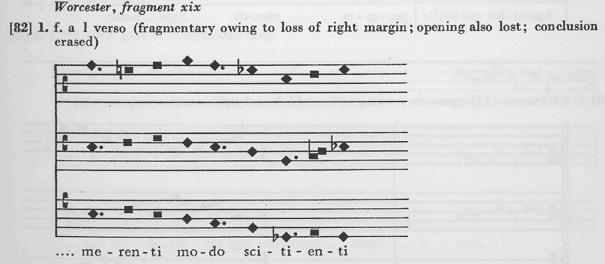 Worcester, fragment xix
[82] 1. f. a 1 verso (fragmentary owing to loss of right margin; opening also lost; conclusion
erased)
.... me - ren - ti mo - do sci - ti - en - ti